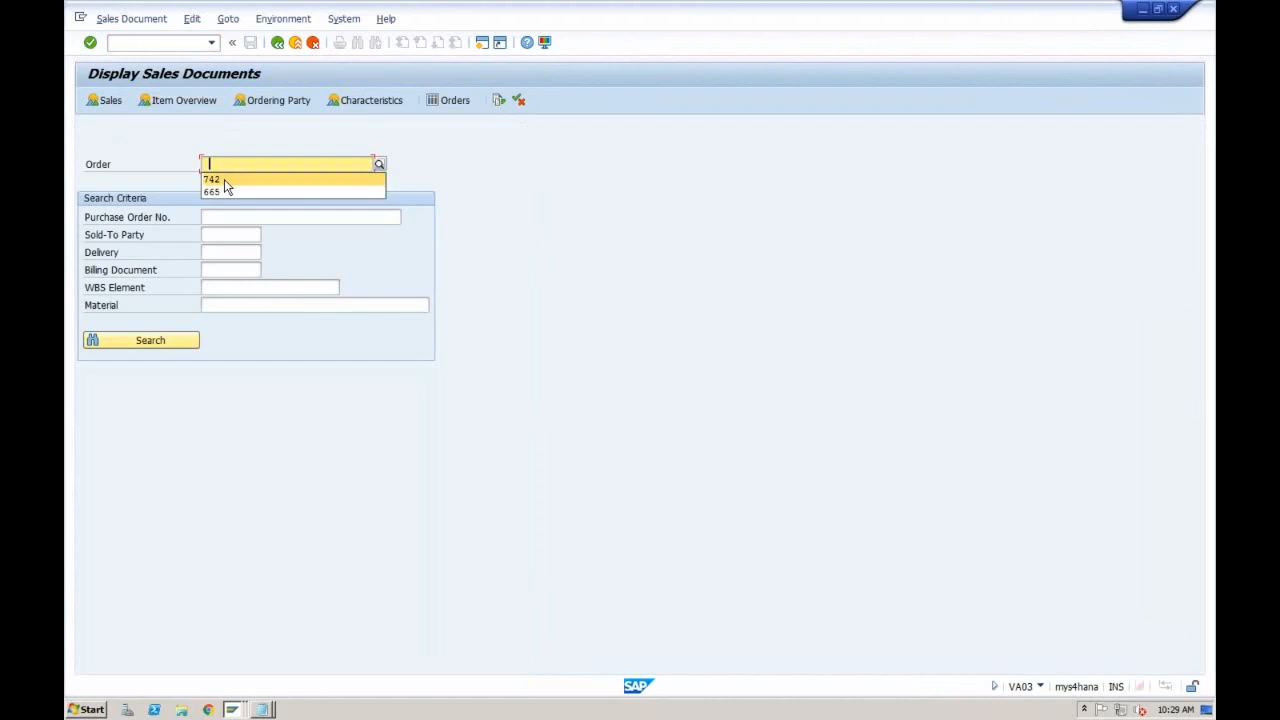 Sales Document Edit Goto Environment System Help
Display Sales Documents
Sales Item Overview Ordering Party Characteristics Orders
Order
742
665
Search Criteria
Purchase Order No.
Sold-To Party
Delivery
Billing Document
WBS Element
Material
Search
SAP
VA03 mys4hana INS
Start 10:29 AM